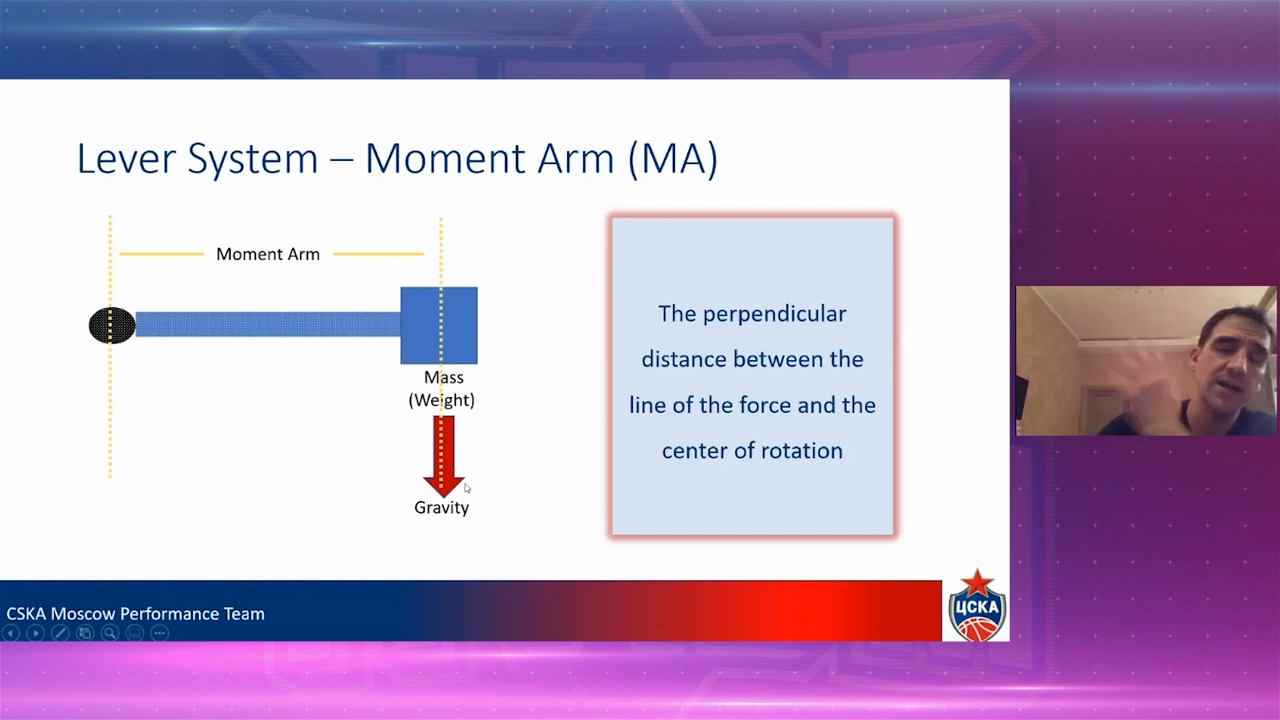 Lever System – Moment Arm (MA)
Moment Arm
Mass
(Weight)
Gravity
The perpendicular
distance between the
line of the force and the
center of rotation
CSKA Moscow Performance Team
ЦСКА